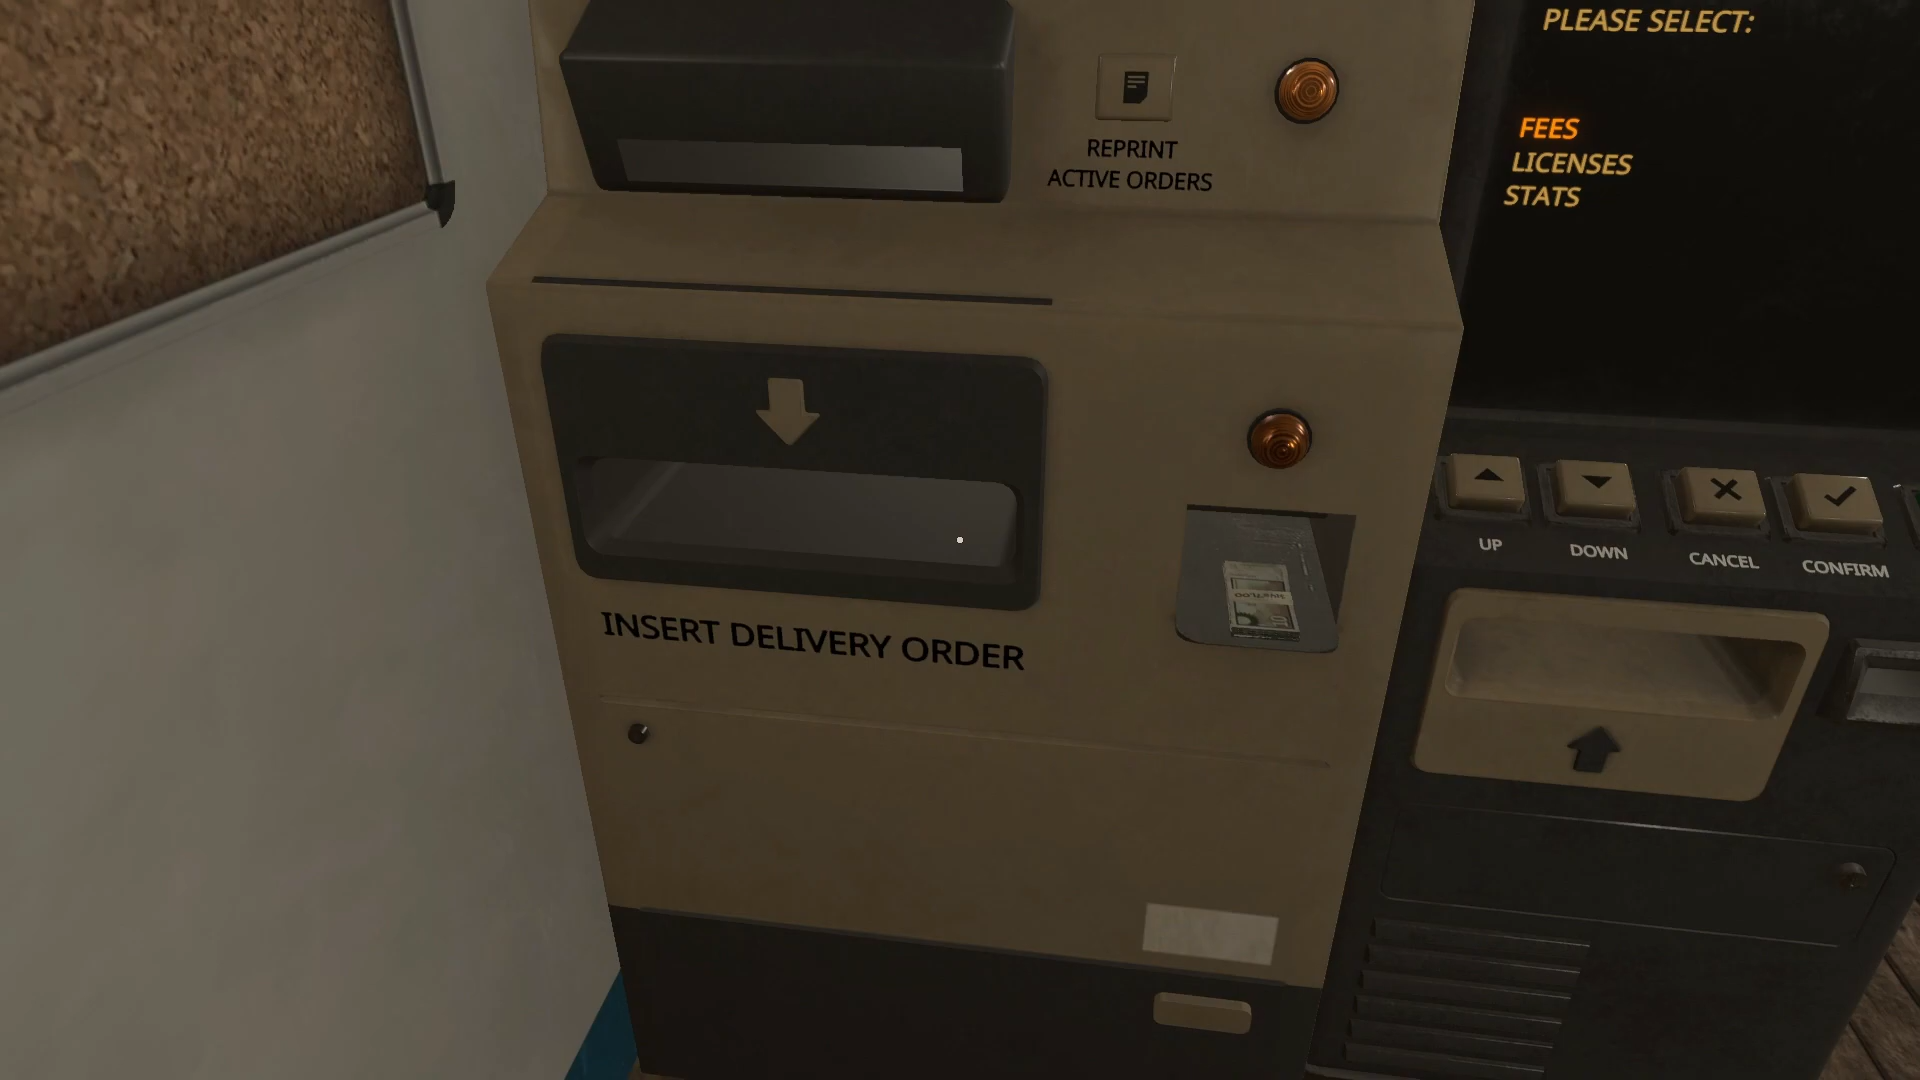 PLEASE SELECT:
FEES
LICENSES
STATS
REPRINT
ACTIVE ORDERS
UP
DOWN
CANCEL
CONFIRM
INSERT DELIVERY ORDER